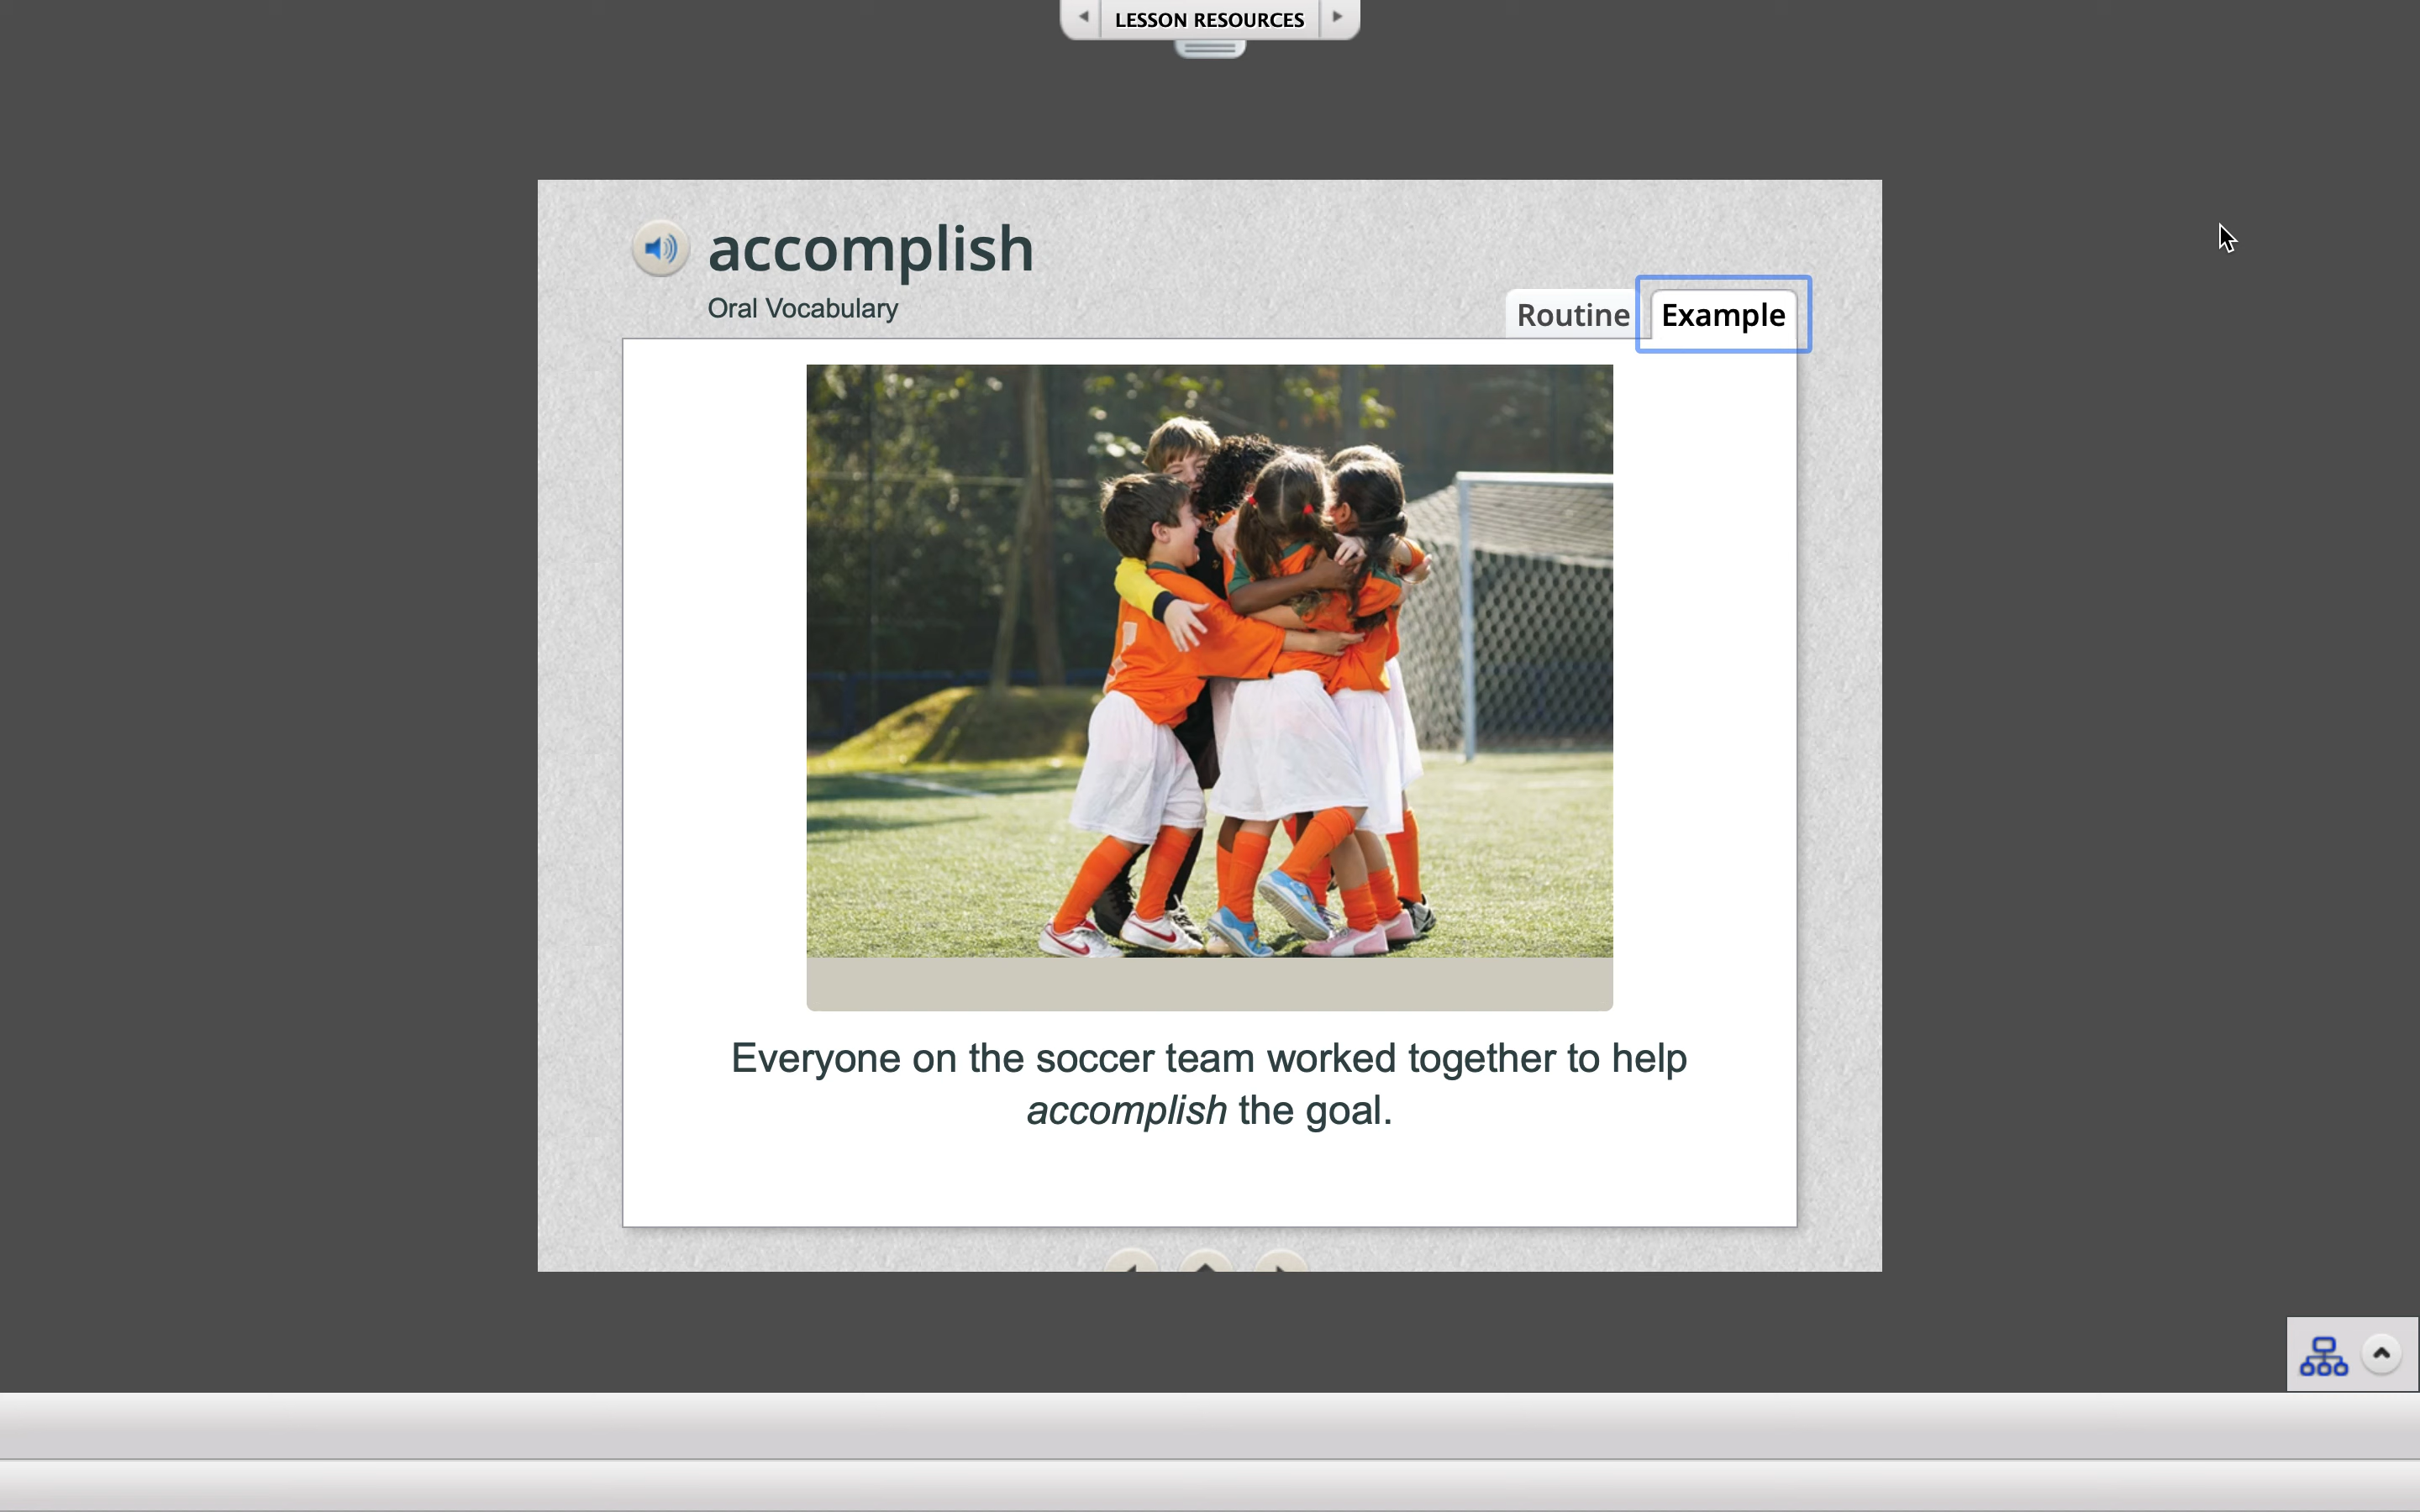 LESSON RESOURCES
accomplish
Oral Vocabulary
Routine
Example
Everyone on the soccer team worked together to help
accomplish the goal.